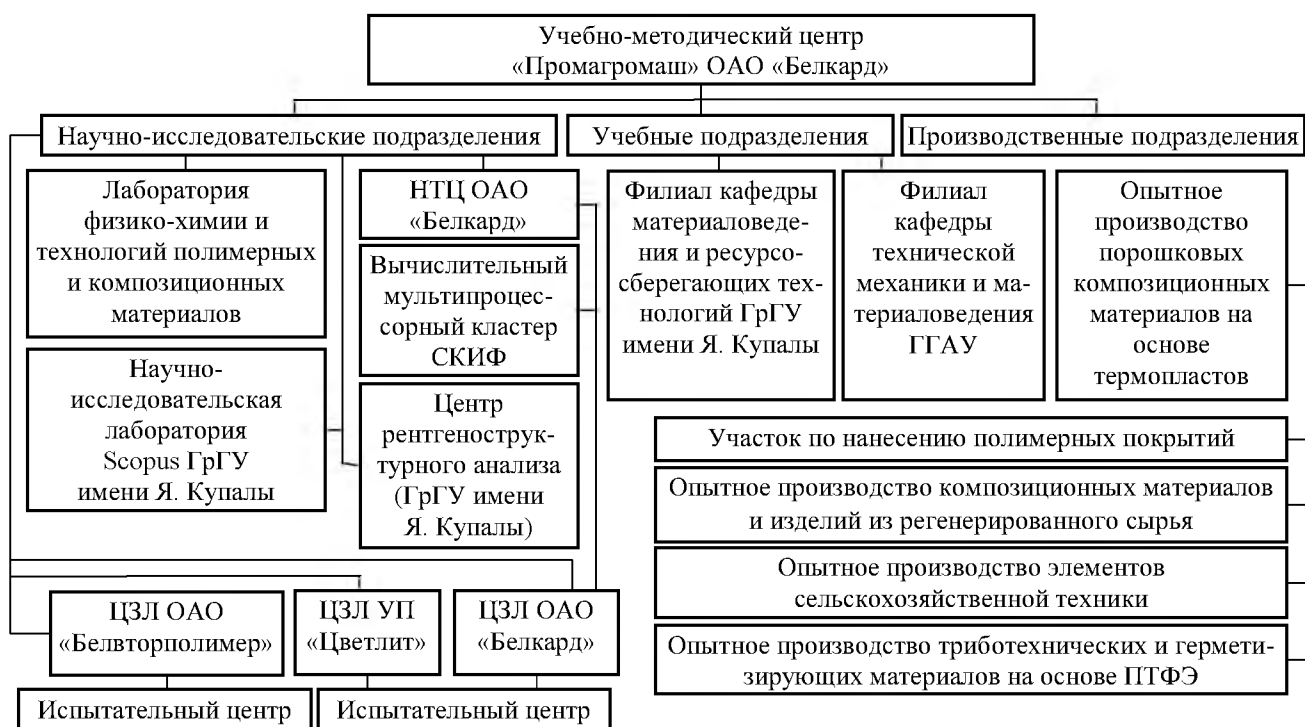 Учебно-методический центр
«Промагромаш» ОАО «Белкард»
Научно-исследовательские подразделения
Учебные подразделения
Производственные подразделения
Лаборатория
физико-химии и
технологий полимерных
и композиционных
материалов
НТЦ ОАО
«Белкард»
Филиал кафедры
материаловеде-
ния и ресурсо-
сберегающих тех-
нологий ГрГУ
имени Я. Купалы
Филиал
кафедры
технической
механики и ма-
териаловедения
ГГАУ
Опытное
производство
порошковых
композиционных
материалов на
основе
термопластов
Вычислительный
мультипроцес-
сорный кластер
СКИФ
Научно-
исследовательская
лаборатория
Scopus ГрГУ
имени Я. Купалы
Центр
рентгенострук-
турного анализа
(ГрГУ имени
Я. Купалы)
Участок по нанесению полимерных покрытий
Опытное производство композиционных материалов
и изделий из регенерированного сырья
Опытное производство элементов
сельскохозяйственной техники
Опытное производство триботехнических и гермети-
зирующих материалов на основе ПТФЭ
ЦЗЛ ОАО
«Белвторполимер»
ЦЗЛ УП
«Цветлит»
ЦЗЛ ОАО
«Белкард»
Испытательный центр
Испытательный центр